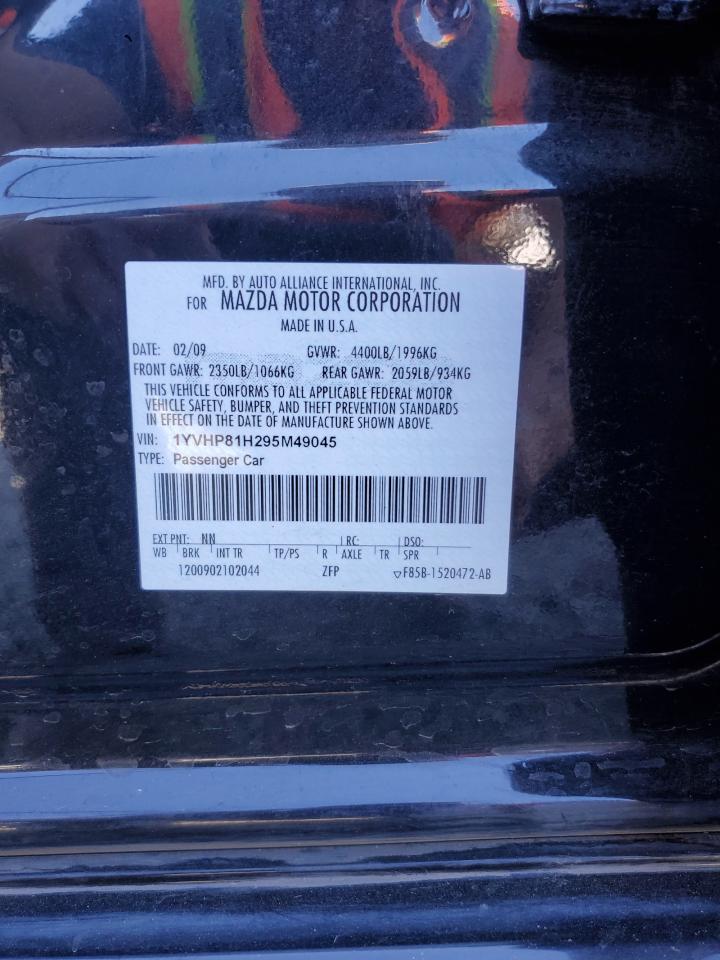 MFD. BY AUTO ALLIANCE INTERNATIONAL, INC.
FOR MAZDA MOTOR CORPORATION
MADE IN U.S.A.
DATE: 02/09 GVWR: 4400LB/1996KG
FRONT GAWR: 2350LB/1066KG REAR GAWR: 2059LB/934KG
THIS VEHICLE CONFORMS TO ALL APPLICABLE FEDERAL MOTOR
VEHICLE SAFETY, BUMPER, AND THEFT PREVENTION STANDARDS
IN EFFECT ON THE DATE OF MANUFACTURE SHOWN ABOVE.
VIN: 1YVHP81H295M49045
TYPE: Passenger Car
EXT PNT: NN RC: DSO:
WB BRK INT TR TP/PS R AXLE TR SPR
1200902102044 ZFP ▽F85B-1520472-AB